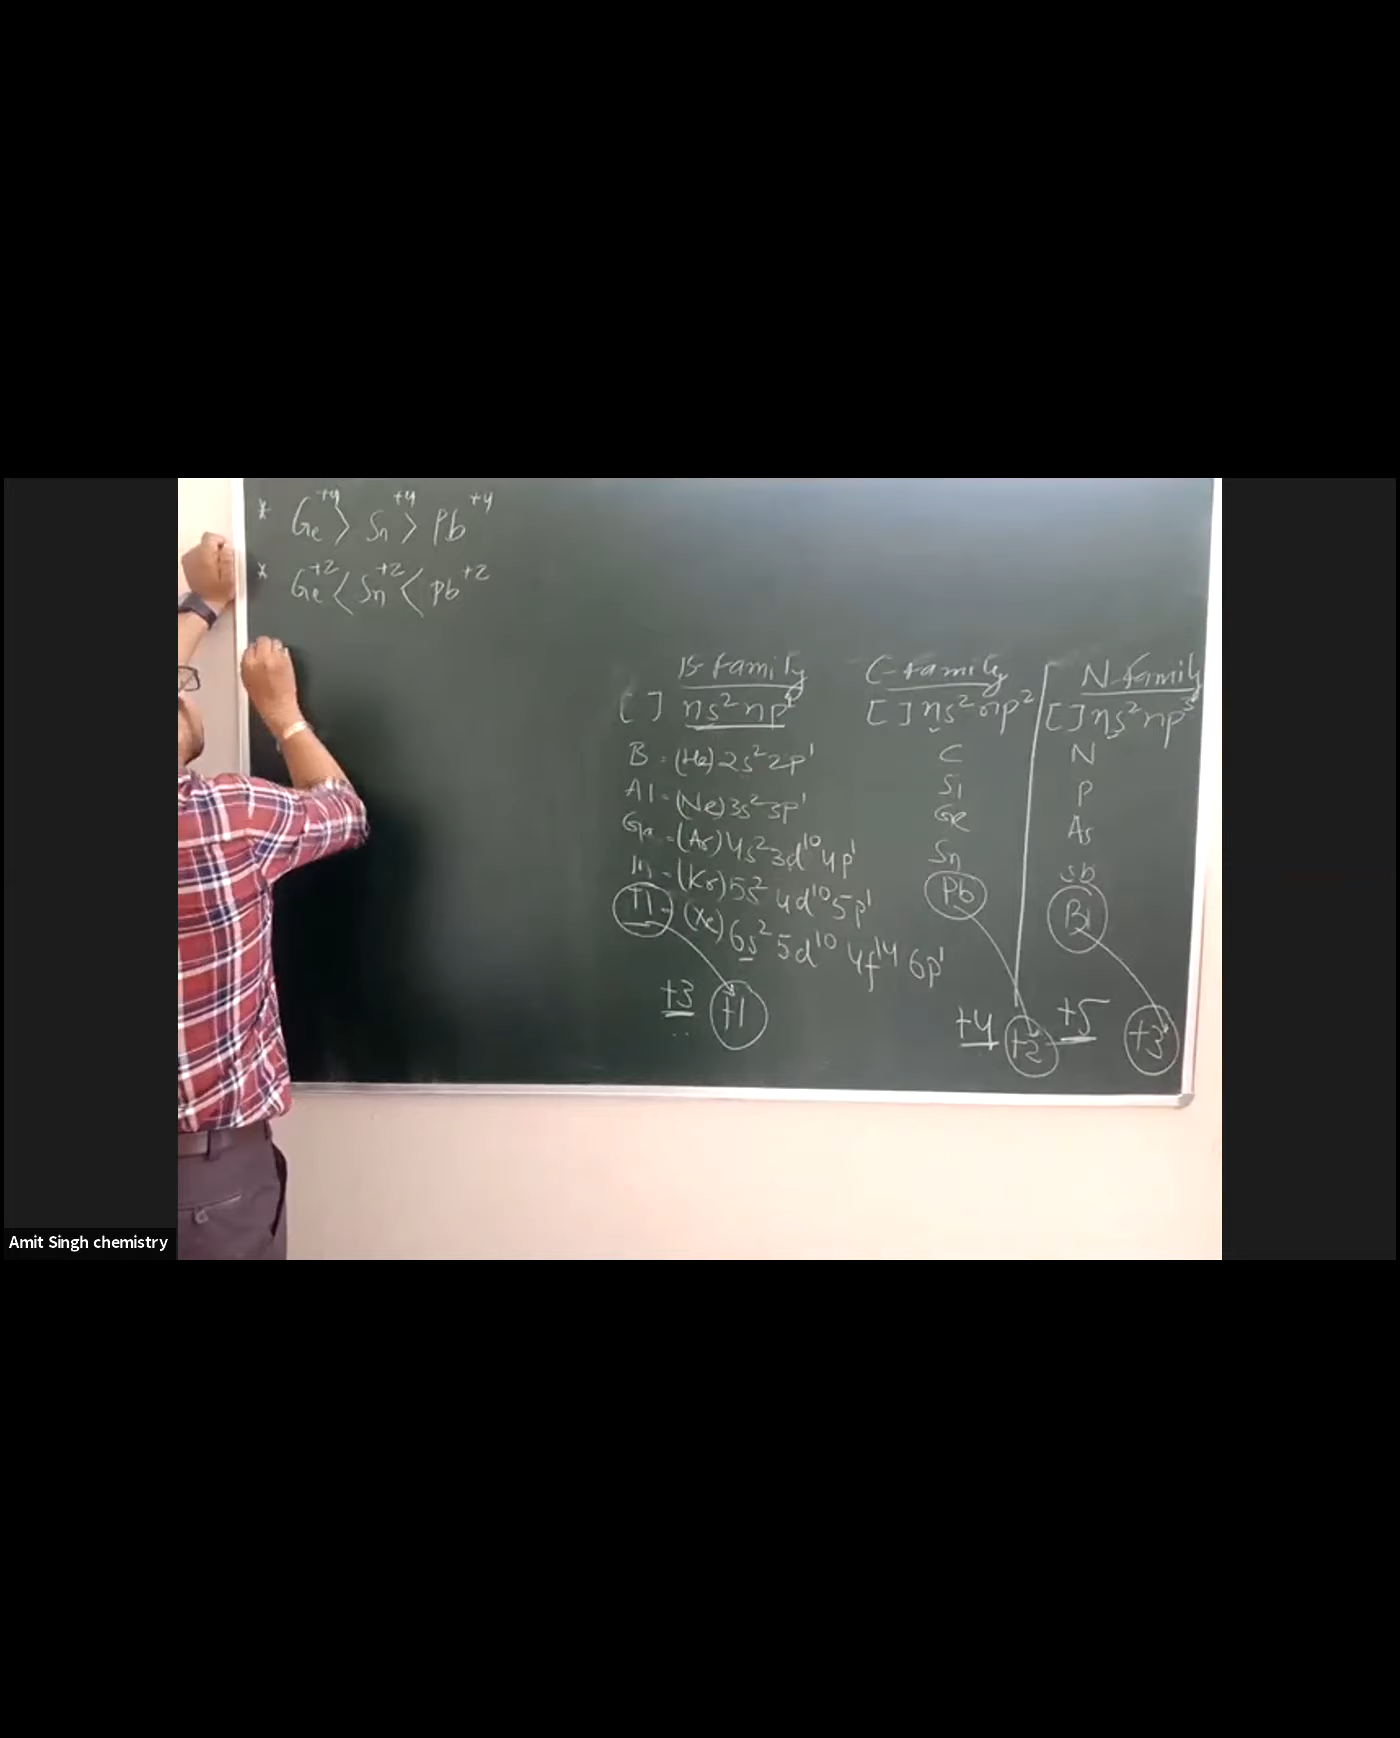 * Ge+4 > Sn+4 > Pb+4
* Ge+2 < Sn+2 < Pb+2
B-family
[ ] ns2 np1
B = (He) 2s2 2p1
Al = (Ne) 3s2 3p1
Ga = (Ar) 4s2 3d10 4p1
In = (Kr) 5s2 4d10 5p1
Tl = (Xe) 6s2 5d10 4f14 6p1
+3 +1
C-family
[ ] ns2 np2
C
Si
Ge
Sn
Pb
+4 +2
N-family
[ ] ns2 np3
N
P
As
Sb
Bi
+5 +3
Amit Singh chemistry